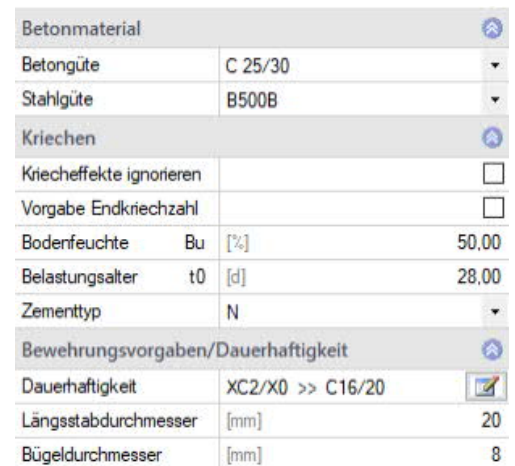 Betonmaterial
Betongüte C 25/30
Stahlgüte B500B
Kriechen
Kriecheffekte ignorieren
Vorgabe Endkriechzahl
Bodenfeuchte Bu [%] 50,00
Belastungsalter t0 [d] 28,00
Zementtyp N
Bewehrungsvorgaben/Dauerhaftigkeit
Dauerhaftigkeit XC2/X0 >> C16/20
Längsstabdurchmesser [mm] 20
Bügeldurchmesser [mm] 8